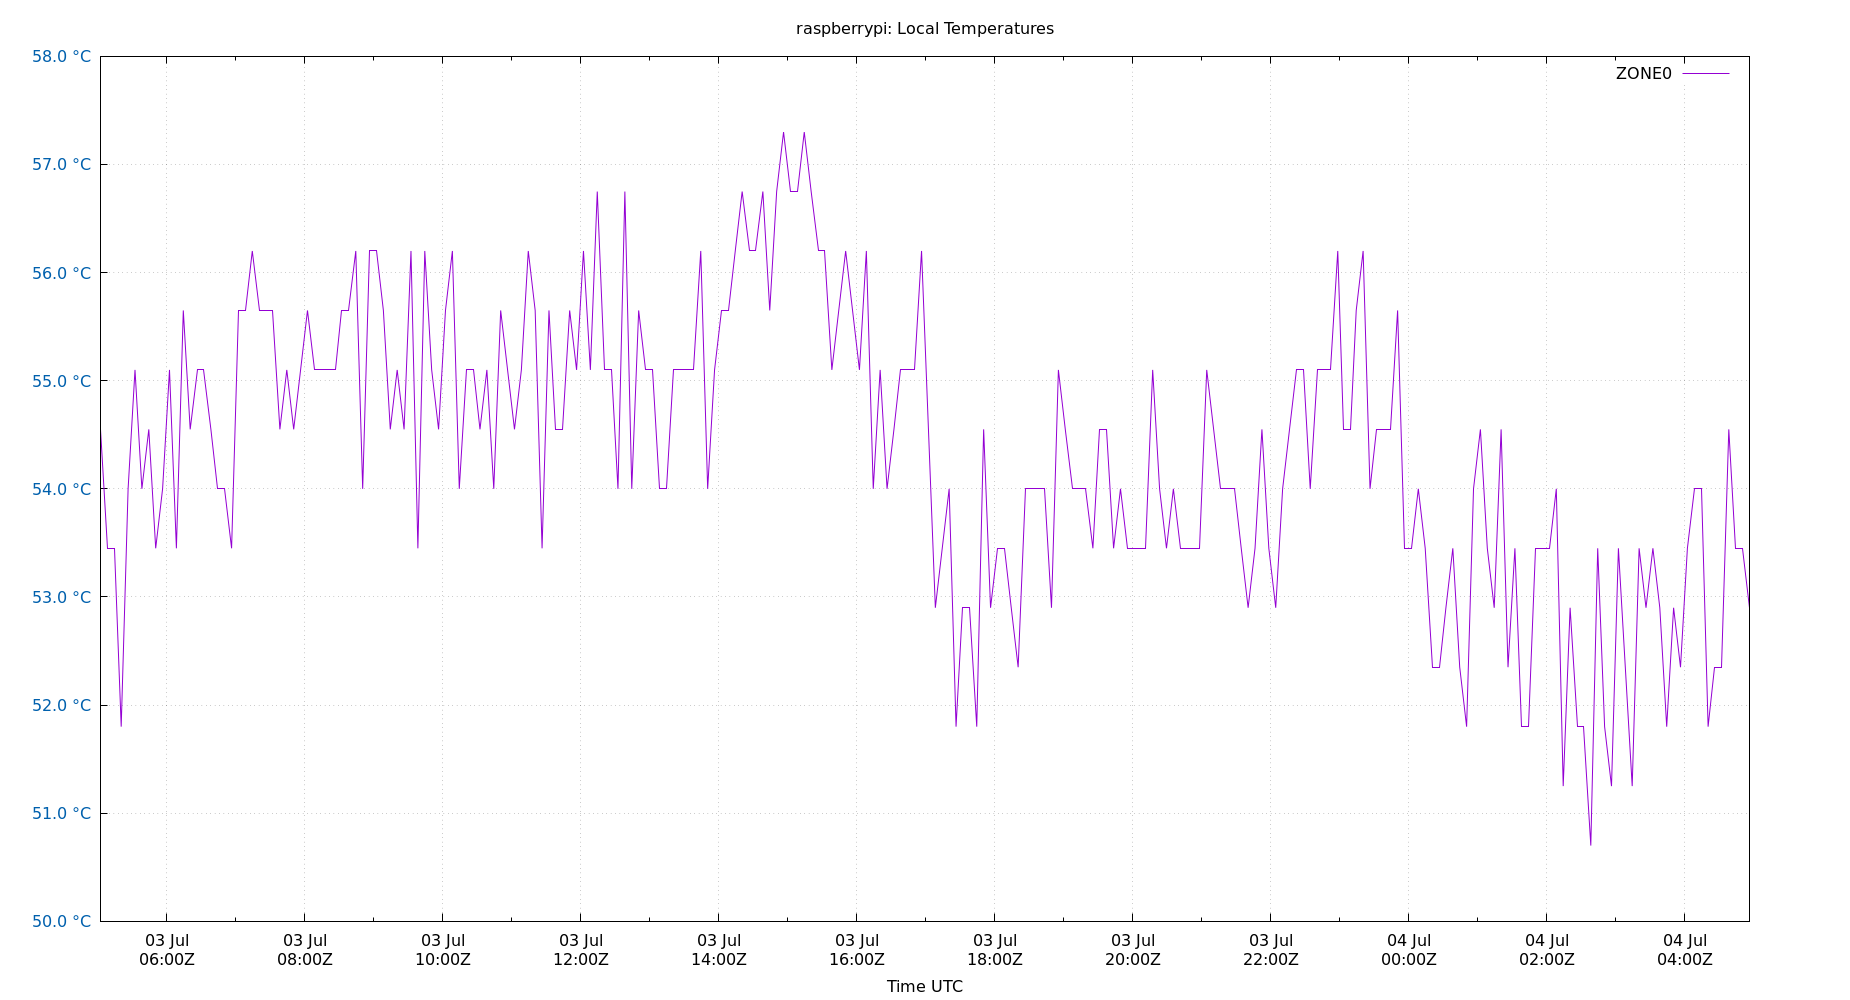 raspberrypi: Local Temperatures
58.0 °C
57.0 °C
56.0 °C
55.0 °C
54.0 °C
53.0 °C
52.0 °C
51.0 °C
50.0 °C
ZONE0
03 Jul 03 Jul 03 Jul 03 Jul 03 Jul 03 Jul 03 Jul 03 Jul 03 Jul 04 Jul 04 Jul 04 Jul
06:00Z 08:00Z 10:00Z 12:00Z 14:00Z 16:00Z 18:00Z 20:00Z 22:00Z 00:00Z 02:00Z 04:00Z
Time UTC